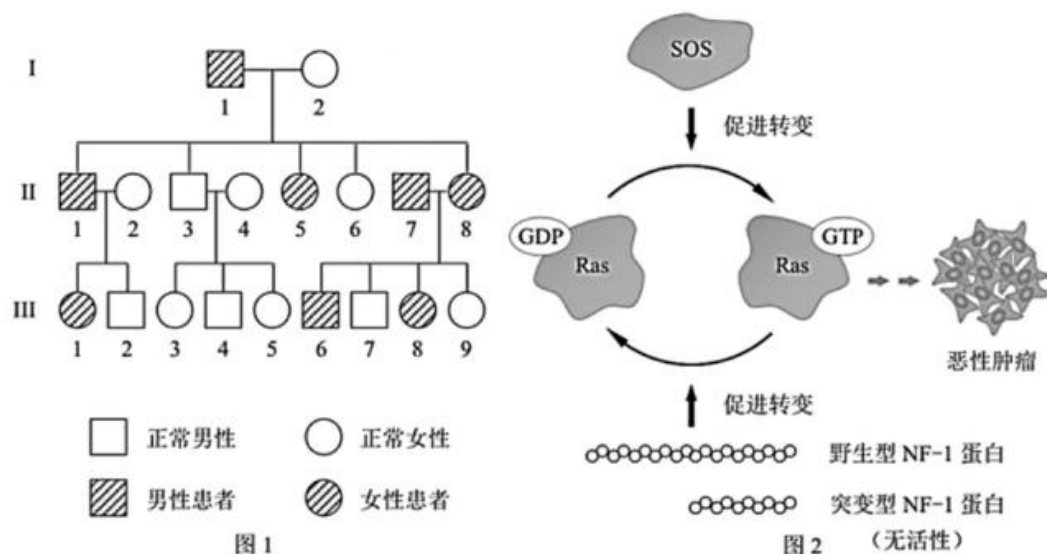 I
1 2
II
1 2 3 4 5 6 7 8
III
1 2 3 4 5 6 7 8 9
正常男性 正常女性
男性患者 女性患者
图1
SOS
促进转变
GDP
Ras
GTP
Ras
恶性肿瘤
促进转变
野生型 NF-1 蛋白
突变型 NF-1 蛋白
(无活性)
图2